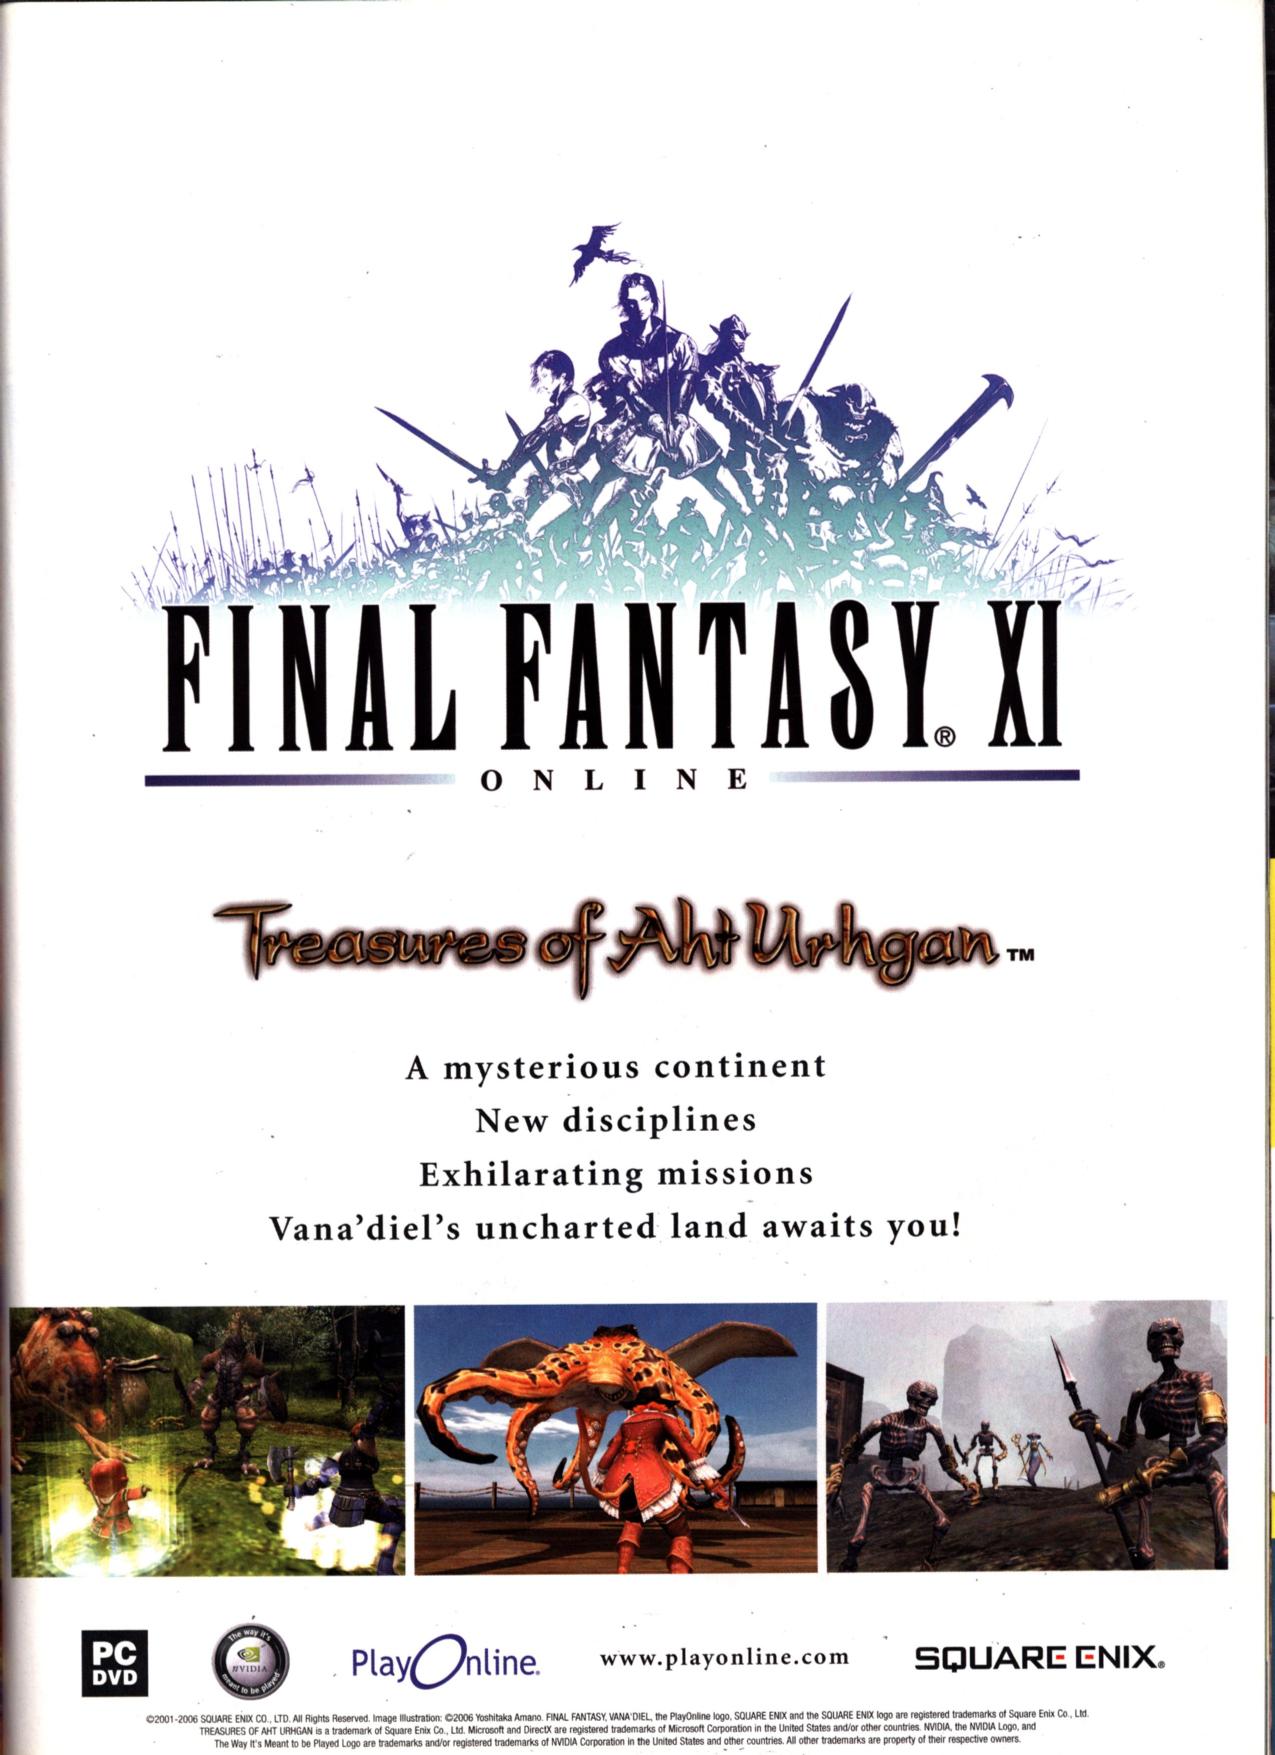 FINAL FANTASY® XI
ONLINE
Treasures of Aht Urhgan™
A mysterious continent
New disciplines
Exhilarating missions
Vana'diel's uncharted land awaits you!
PC
DVD
The way it's
NVIDIA
meant to be played
PlayOnline®
www.playonline.com
SQUARE ENIX®
©2001-2006 SQUARE ENIX CO., LTD. All Rights Reserved. Image Illustration: ©2006 Yoshitaka Amano. FINAL FANTASY, VANA'DIEL, the PlayOnline logo, SQUARE ENIX and the SQUARE ENIX logo are registered trademarks of Square Enix Co., Ltd.
TREASURES OF AHT URHGAN is a trademark of Square Enix Co., Ltd. Microsoft and DirectX are registered trademarks of Microsoft Corporation in the United States and/or other countries. NVIDIA, the NVIDIA Logo, and
The Way It's Meant to be Played Logo are trademarks and/or registered trademarks of NVIDIA Corporation in the United States and other countries. All other trademarks are property of their respective owners.